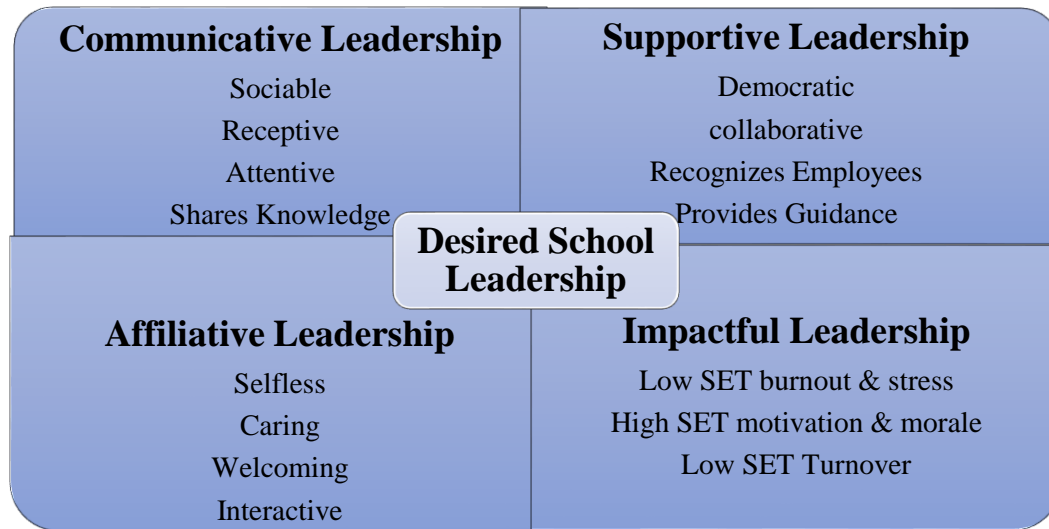 Communicative Leadership
Sociable
Receptive
Attentive
Shares Knowledge
Supportive Leadership
Democratic
collaborative
Recognizes Employees
Provides Guidance
Desired School
Leadership
Affiliative Leadership
Selfless
Caring
Welcoming
Interactive
Impactful Leadership
Low SET burnout & stress
High SET motivation & morale
Low SET Turnover